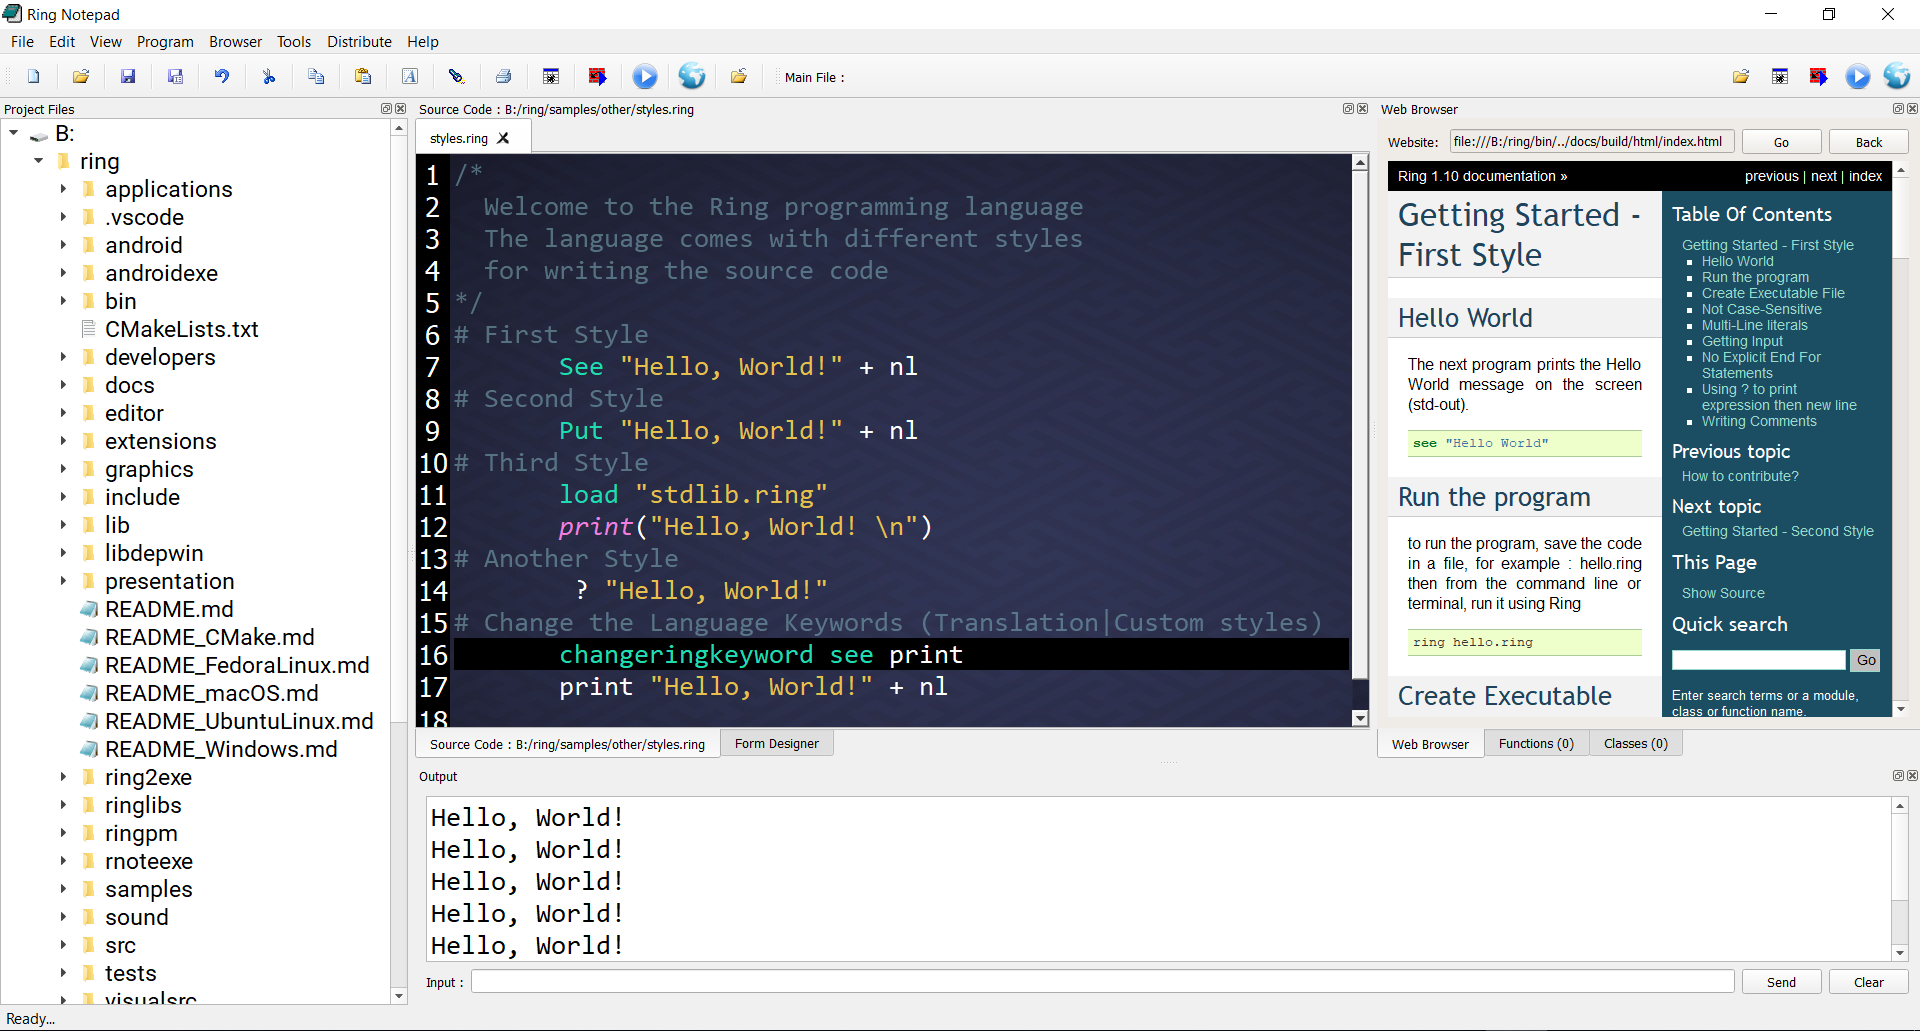 Ring Notepad
File Edit View Program Browser Tools Distribute Help
Main File :
Project Files
B:
ring
applications
.vscode
android
androidexe
bin
CMakeLists.txt
developers
docs
editor
extensions
graphics
include
lib
libdepwin
presentation
README.md
README_CMake.md
README_FedoraLinux.md
README_macOS.md
README_UbuntuLinux.md
README_Windows.md
ring2exe
ringlibs
ringpm
rnoteexe
samples
sound
src
tests
visualsrc
Source Code : B:/ring/samples/other/styles.ring
styles.ring
1 /*
2 Welcome to the Ring programming language
3 The language comes with different styles
4 for writing the source code
5 */
6 # First Style
7 See "Hello, World!" + nl
8 # Second Style
9 Put "Hello, World!" + nl
10 # Third Style
11 load "stdlib.ring"
12 print("Hello, World! \n")
13 # Another Style
14 ? "Hello, World!"
15 # Change the Language Keywords (Translation|Custom styles)
16 changeringkeyword see print
17 print "Hello, World!" + nl
18
Source Code : B:/ring/samples/other/styles.ring Form Designer
Web Browser
Website: file:///B:/ring/bin/../docs/build/html/index.html Go Back
Ring 1.10 documentation » previous | next | index
Getting Started -
First Style
Hello World
The next program prints the Hello
World message on the screen
(std-out).
see "Hello World"
Run the program
to run the program, save the code
in a file, for example : hello.ring
then from the command line or
terminal, run it using Ring
ring hello.ring
Create Executable
Table Of Contents
Getting Started - First Style
Hello World
Run the program
Create Executable File
Not Case-Sensitive
Multi-Line literals
Getting Input
No Explicit End For
Statements
Using ? to print
expression then new line
Writing Comments
Previous topic
How to contribute?
Next topic
Getting Started - Second Style
This Page
Show Source
Quick search
Go
Enter search terms or a module,
class or function name.
Web Browser Functions (0) Classes (0)
Output
Hello, World!
Hello, World!
Hello, World!
Hello, World!
Hello, World!
Input : Send Clear
Ready...